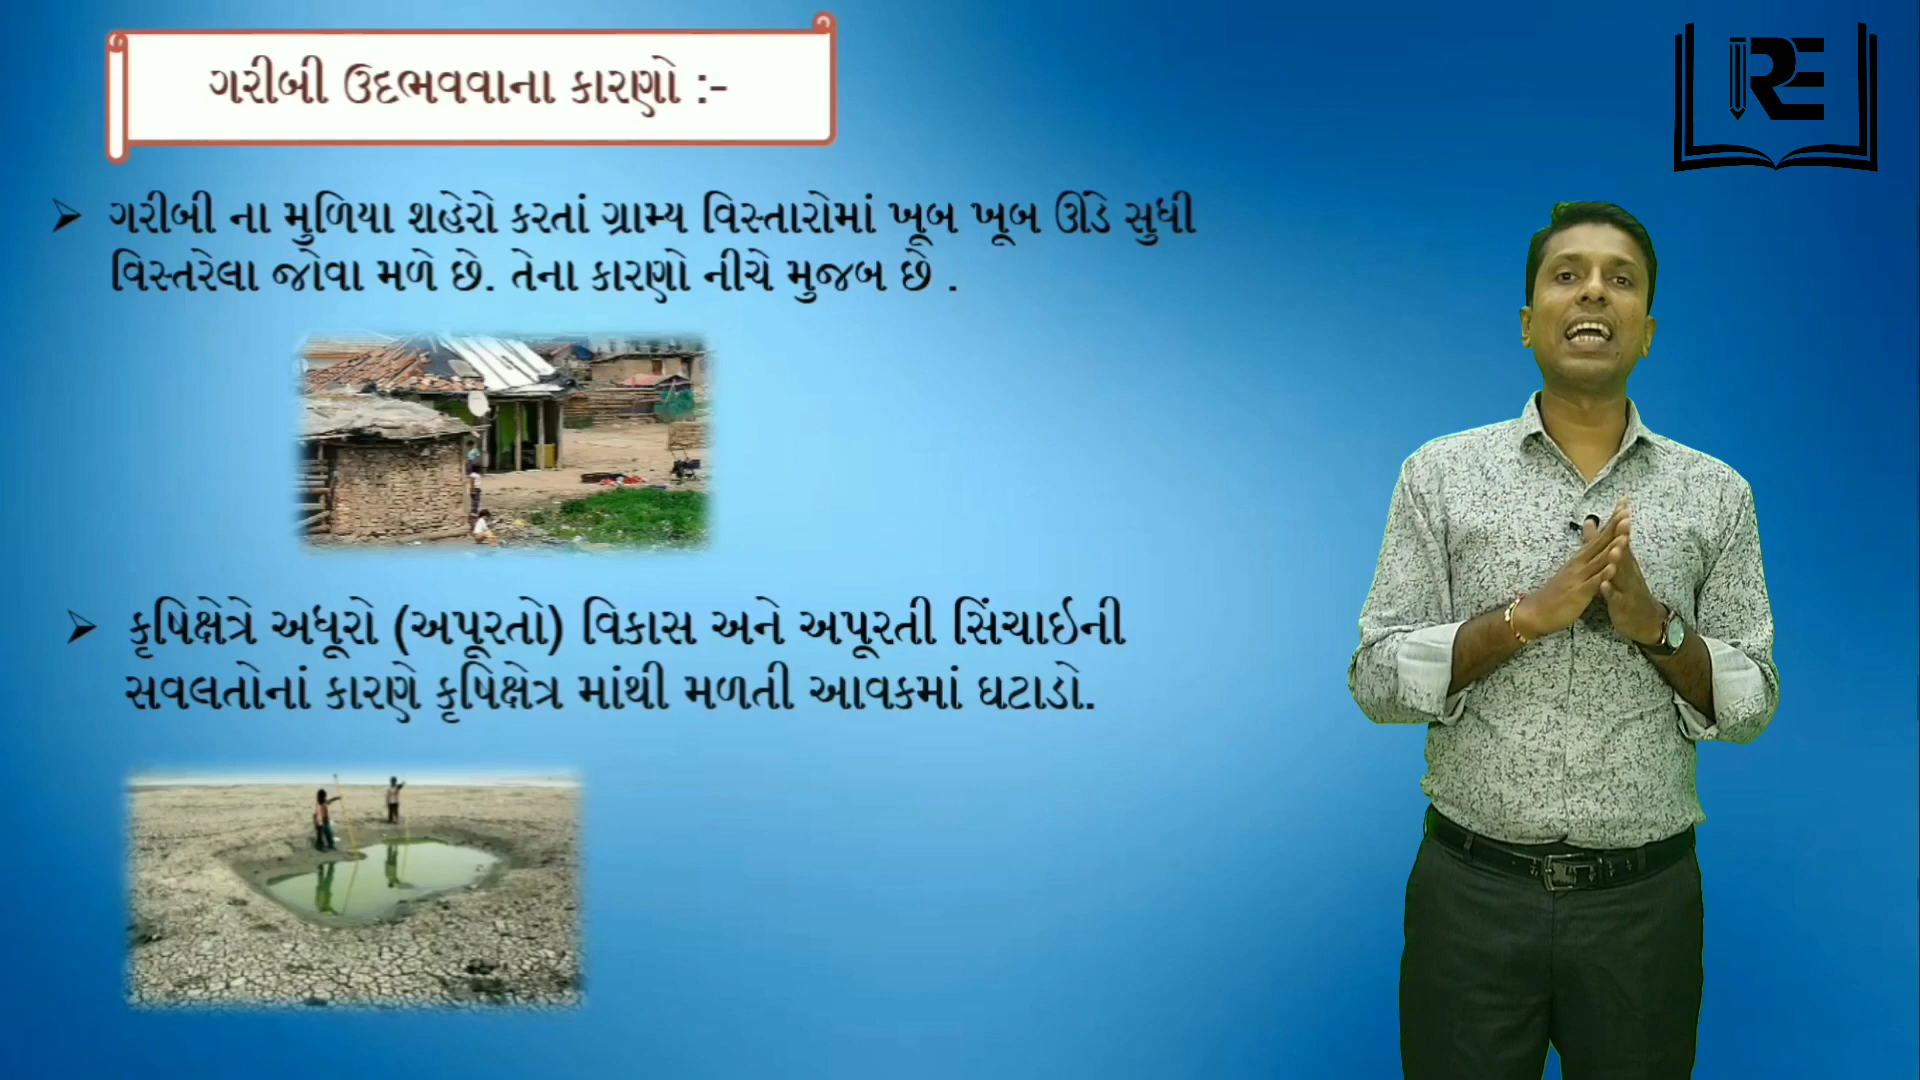 RE
ગરીબી ઉદભવવાના કારણો :-
ગરીબી ના મુળિયા શહેરો કરતાં ગ્રામ્ય વિસ્તારોમાં ખૂબ ખૂબ ઊંડે સુધી
વિસ્તરેલા જોવા મળે છે. તેના કારણો નીચે મુજબ છે .
કૃષિક્ષેત્રે અધૂરો (અપૂરતો) વિકાસ અને અપૂરતી સિંચાઇની
સવલતોનાં કારણે કૃષિક્ષેત્ર માંથી મળતી આવકમાં ઘટાડો.